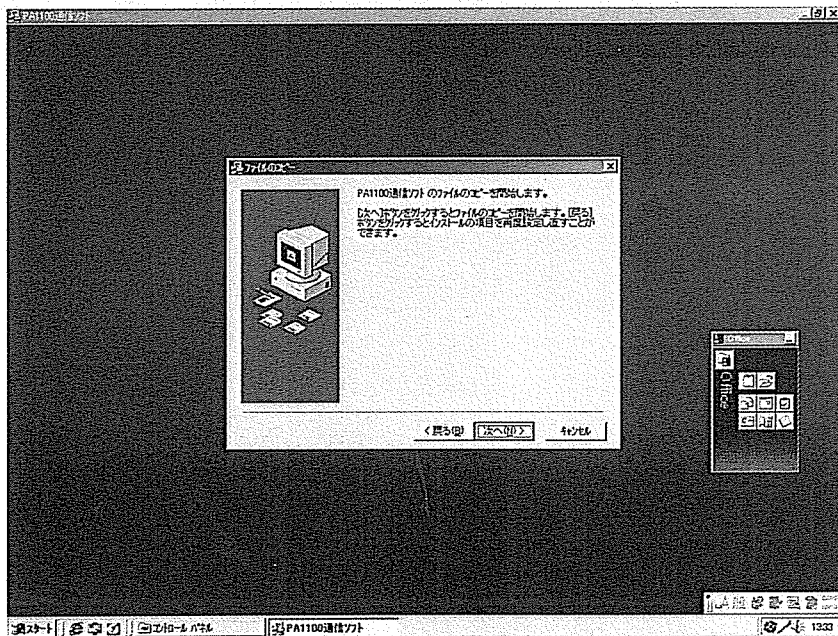 PA1100通信ソフト
ファイルのコピー
PA1100通信ソフト のファイルのコピーを開始します。
[次へ]ボタンをクリックするとファイルのコピーを開始します。[戻る]
ボタンをクリックするとインストールの項目を再度設定し直すことが
できます。
< 戻る(B)
次へ(N) >
キャンセル
Office
Office
スタート
コントロール パネル
PA1100通信ソフト
13:33